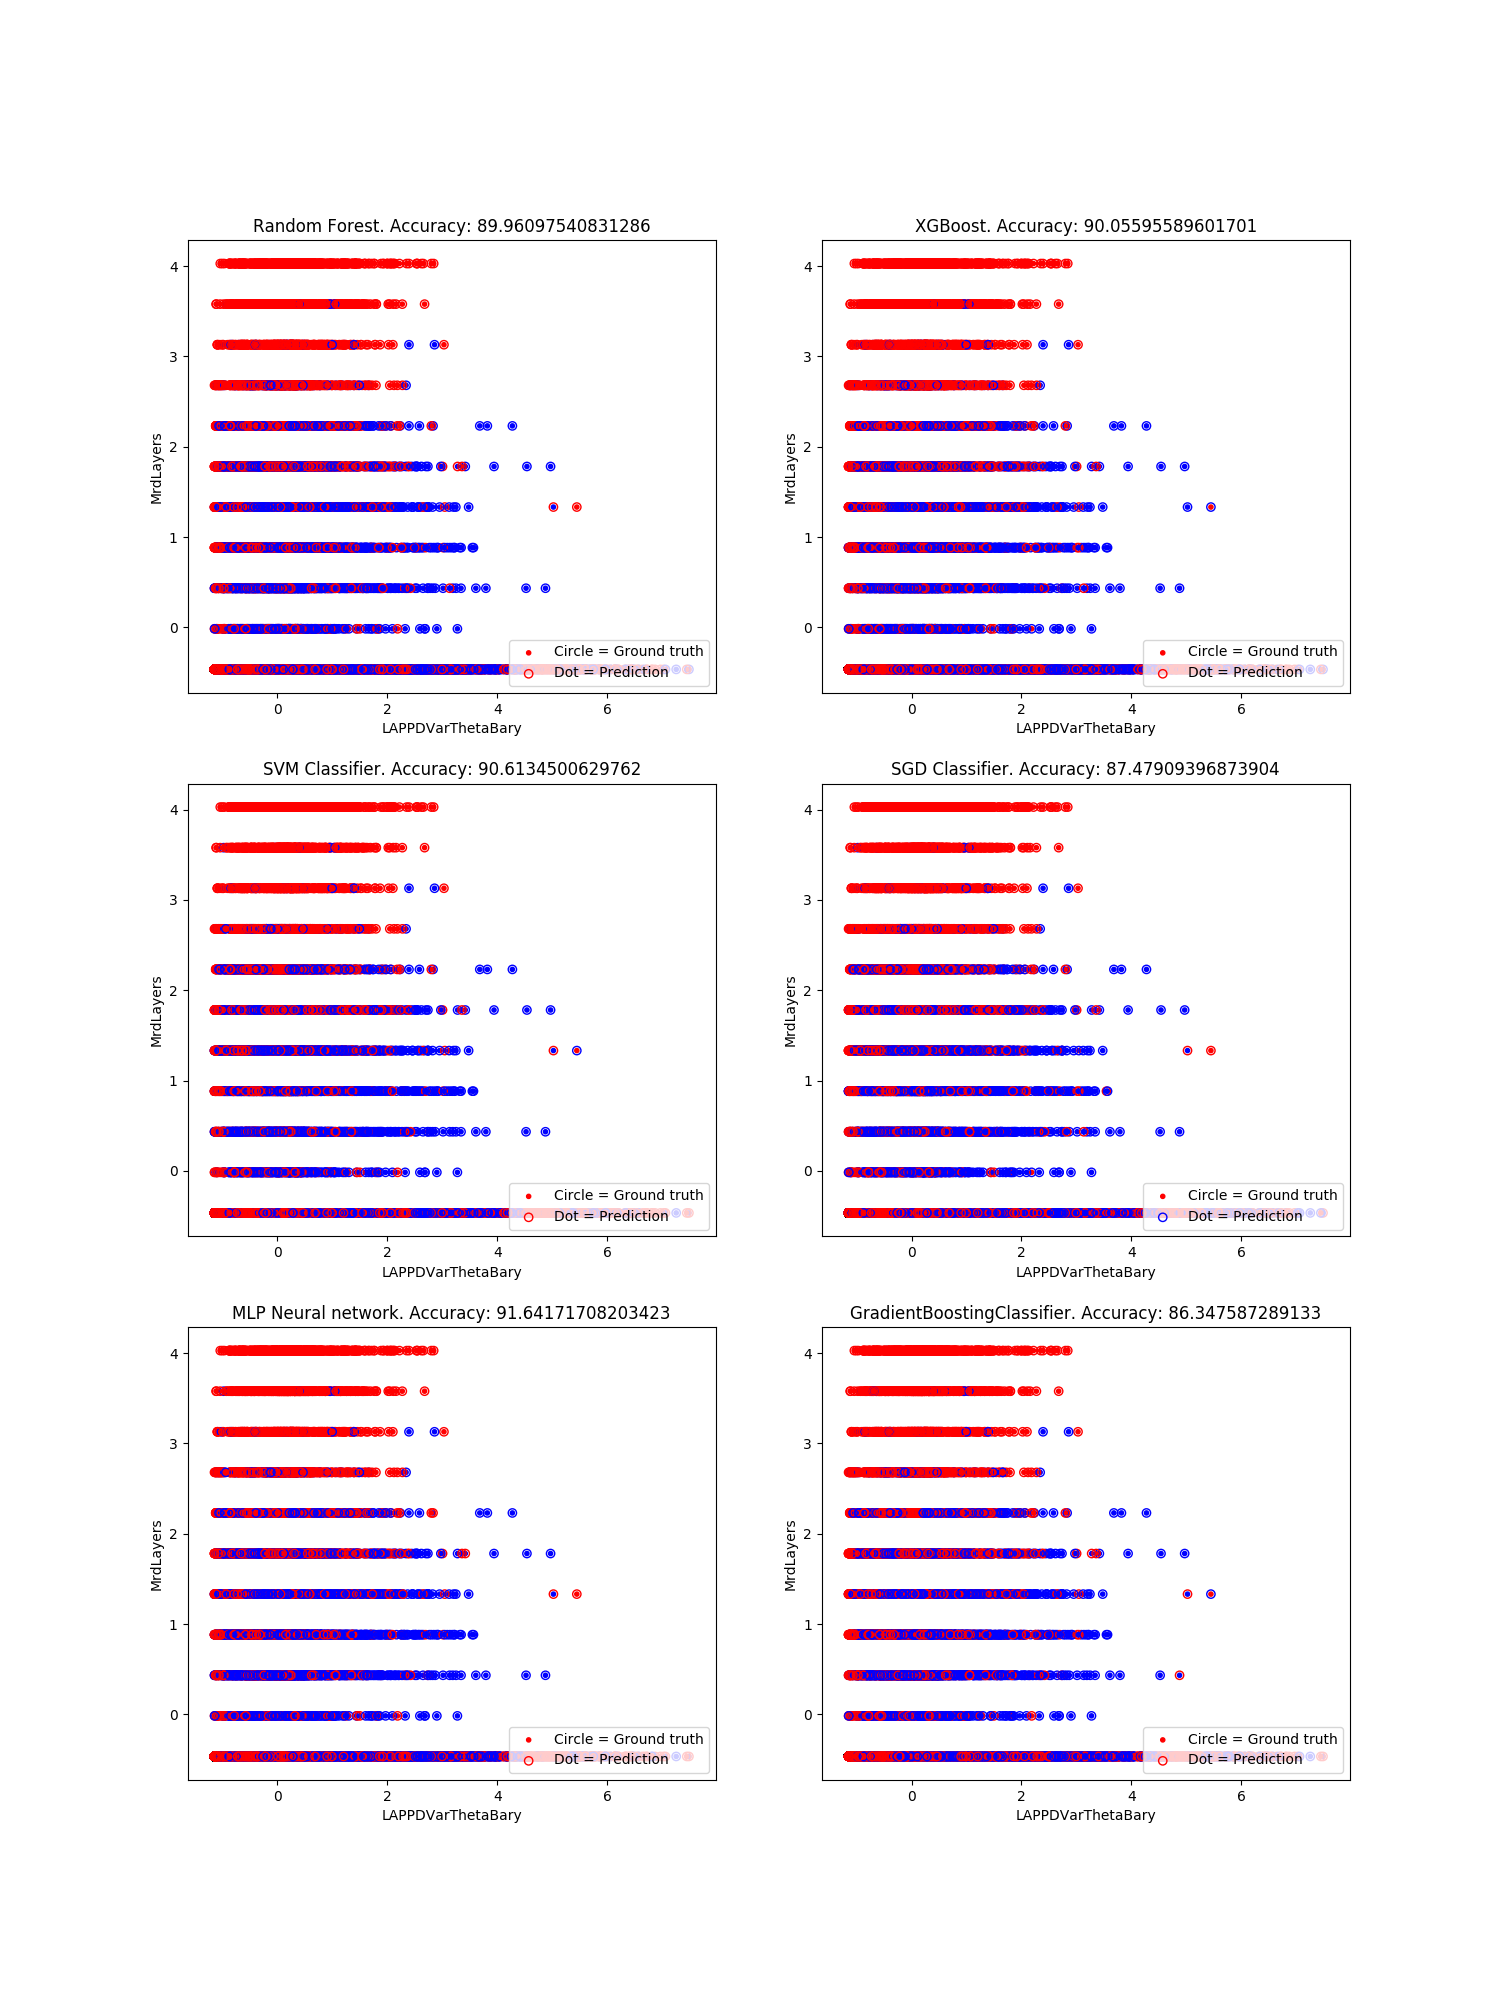 Random Forest. Accuracy: 89.96097540831286
4
3
2
1
0
MrdLayers
Circle = Ground truth
Dot = Prediction
0 2 4 6
LAPPDVarThetaBary
XGBoost. Accuracy: 90.05595589601701
4
3
2
1
0
MrdLayers
Circle = Ground truth
Dot = Prediction
0 2 4 6
LAPPDVarThetaBary
SVM Classifier. Accuracy: 90.6134500629762
4
3
2
1
0
MrdLayers
Circle = Ground truth
Dot = Prediction
0 2 4 6
LAPPDVarThetaBary
SGD Classifier. Accuracy: 87.47909396873904
4
3
2
1
0
MrdLayers
Circle = Ground truth
Dot = Prediction
0 2 4 6
LAPPDVarThetaBary
MLP Neural network. Accuracy: 91.64171708203423
4
3
2
1
0
MrdLayers
Circle = Ground truth
Dot = Prediction
0 2 4 6
LAPPDVarThetaBary
GradientBoostingClassifier. Accuracy: 86.347587289133
4
3
2
1
0
MrdLayers
Circle = Ground truth
Dot = Prediction
0 2 4 6
LAPPDVarThetaBary